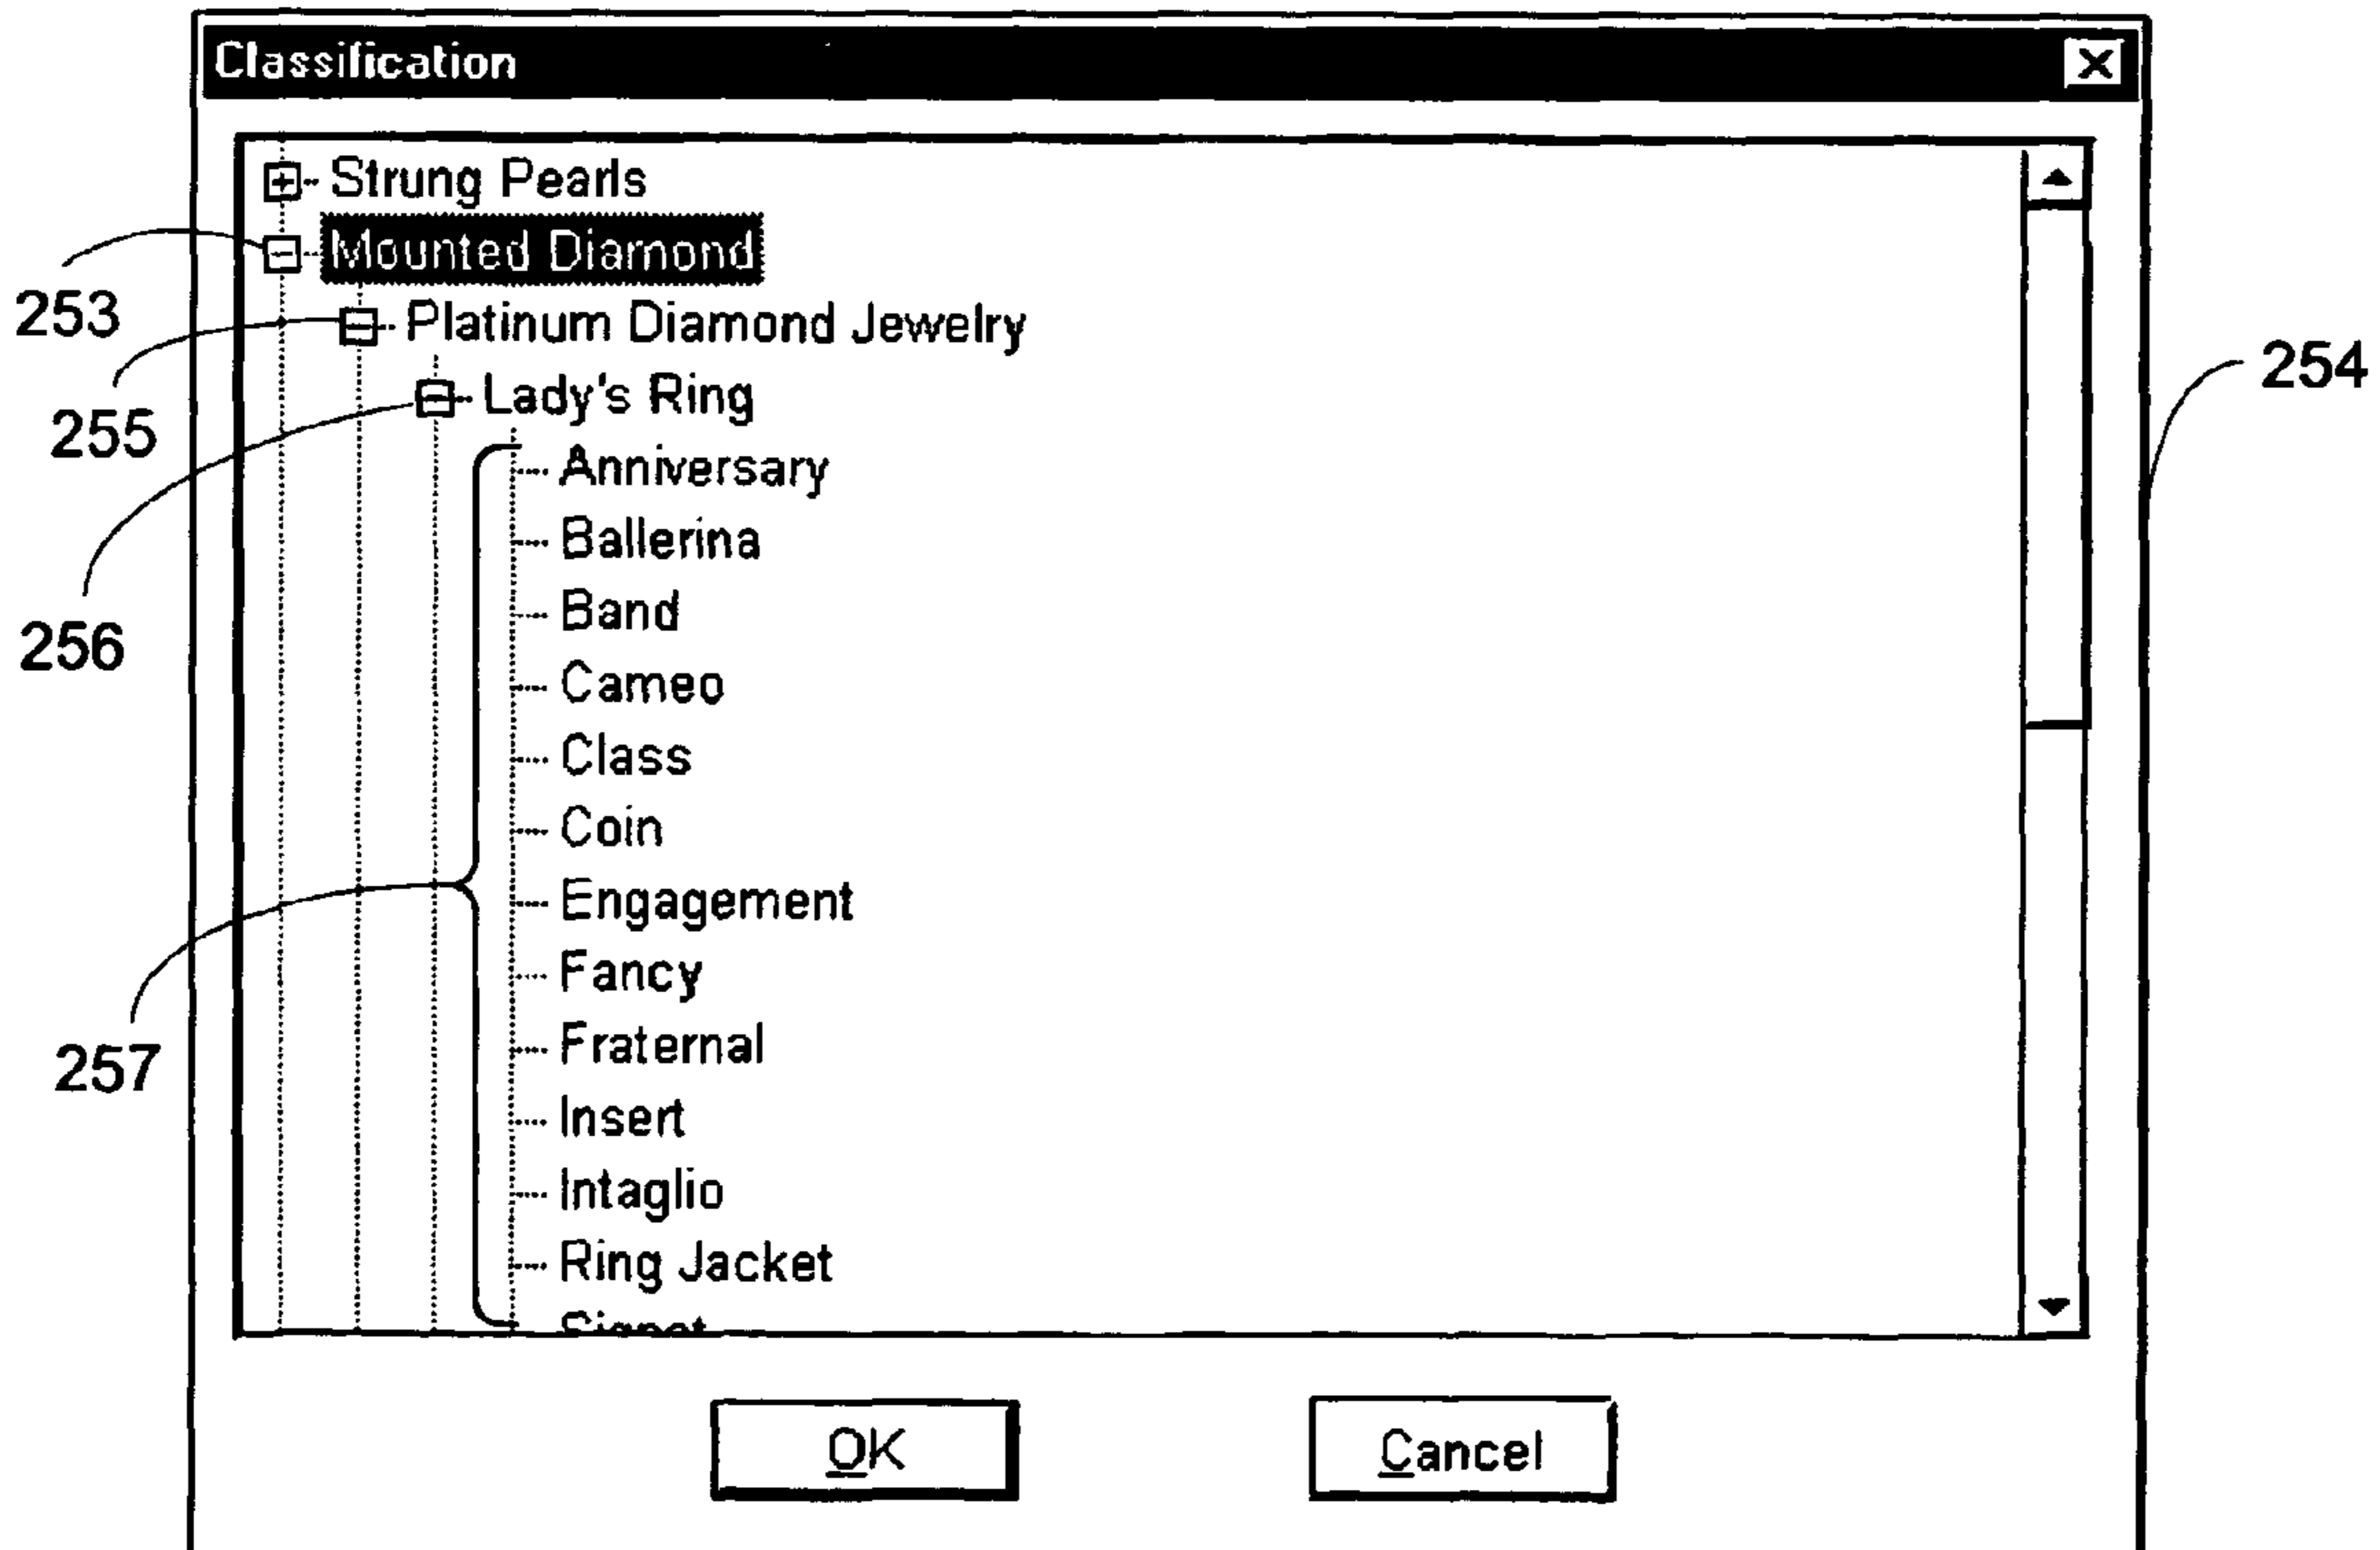 Classification
Strung Pearls
Mounted Diamond
253
Platinum Diamond Jewelry
254
Lady's Ring
255
Anniversary
Ballerina
Band
256
Cameo
Class
Coin
Engagement
Fancy
Fraternal
257
Insert
Intaglio
Ring Jacket
OK
Cancel